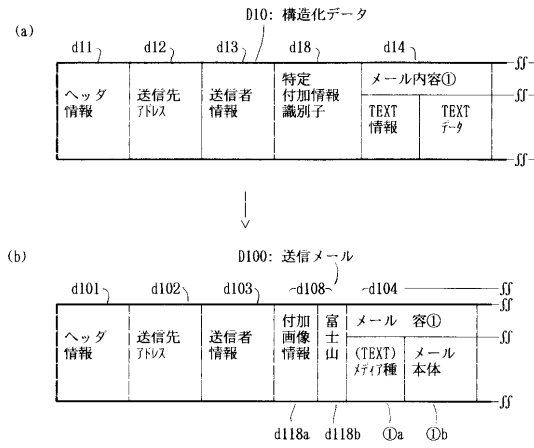 D10: 構造化データ
(a)
d11 d12 d13 d18 d14
ヘッダ
情報
送信先
アドレス
送信者
情報
特定
付加情報
識別子
メール内容①
TEXT
情報
TEXT
データ
D100: 送信メール
(b)
d101 d102 d103 d108 d104
ヘッダ
情報
送信先
アドレス
送信者
情報
付加
画像
情報
富
士
山
メール 容①
(TEXT)
メディア種
メール
本体
d118a d118b ①a ①b